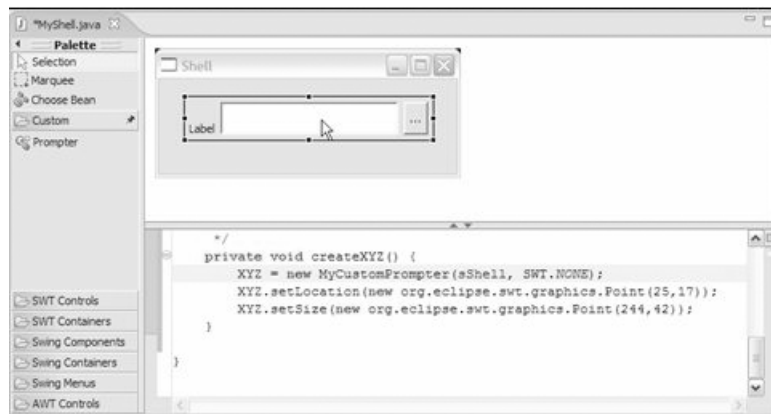 *MyShell.java
Palette
Selection
Marquee
Choose Bean
Custom
Prompter
SWT Controls
SWT Containers
Swing Components
Swing Containers
Swing Menus
AWT Controls
Shell
Label
...
*/
private void createXYZ() {
XYZ = new MyCustomPrompter(sShell, SWT.NONE);
XYZ.setLocation(new org.eclipse.swt.graphics.Point(25,17));
XYZ.setSize(new org.eclipse.swt.graphics.Point(244,42));
}
}